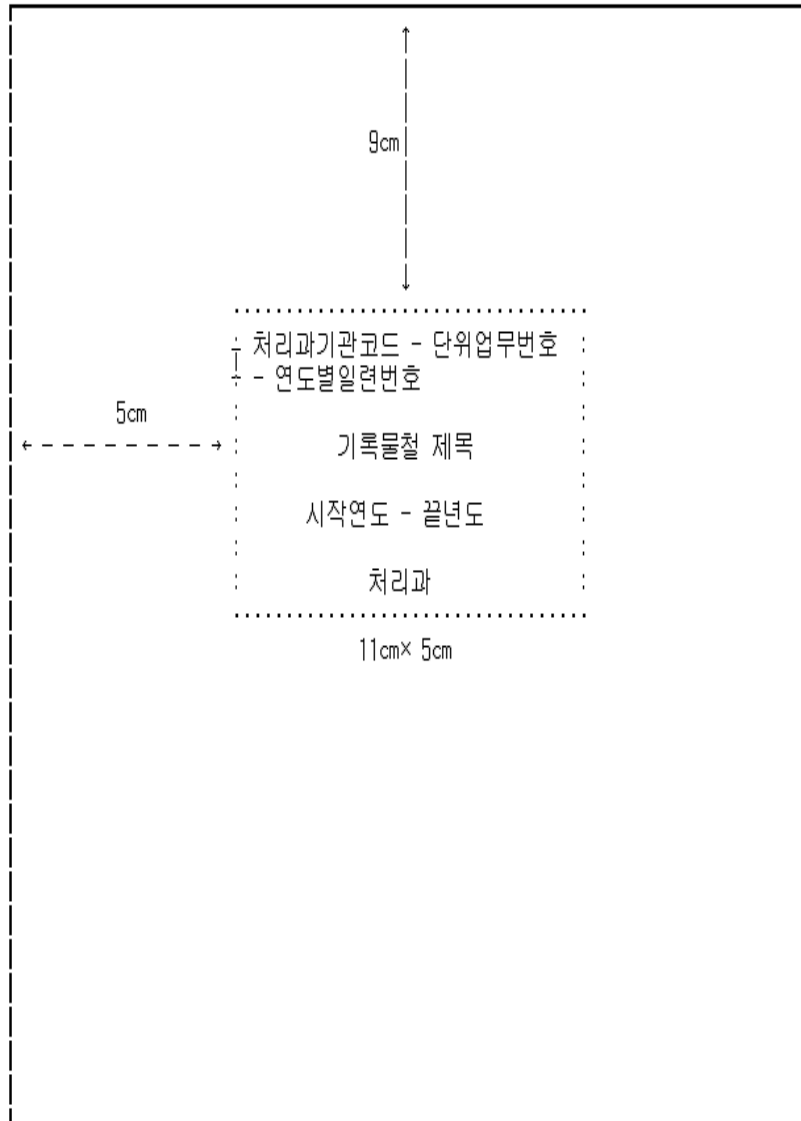 9cm
처리과기관코드 - 단위업무번호
- 연도별일련번호
5cm
기록물철 제목
시작연도 - 끝년도
처리과
11cm× 5cm